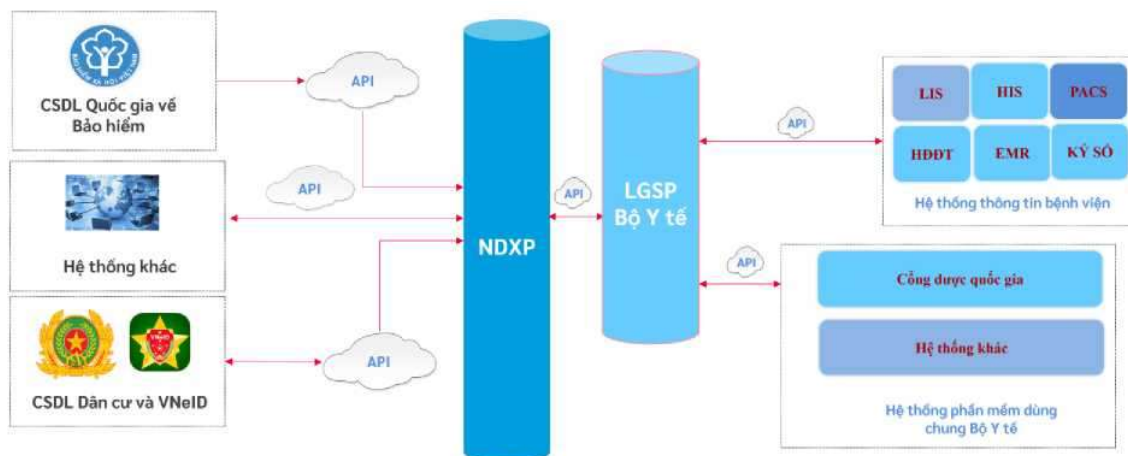 CSDL Quốc gia về
Bảo hiểm
API
Hệ thống khác
API
VNeID
CSDL Dân cư và VNeID
API
NDXP
API
LGSP
Bộ Y tế
API
LIS
HIS
PACS
HĐĐT
EMR
KÝ SỐ
Hệ thống thông tin bệnh viện
API
Cổng dược quốc gia
Hệ thống khác
Hệ thống phần mềm dùng
chung Bộ Y tế